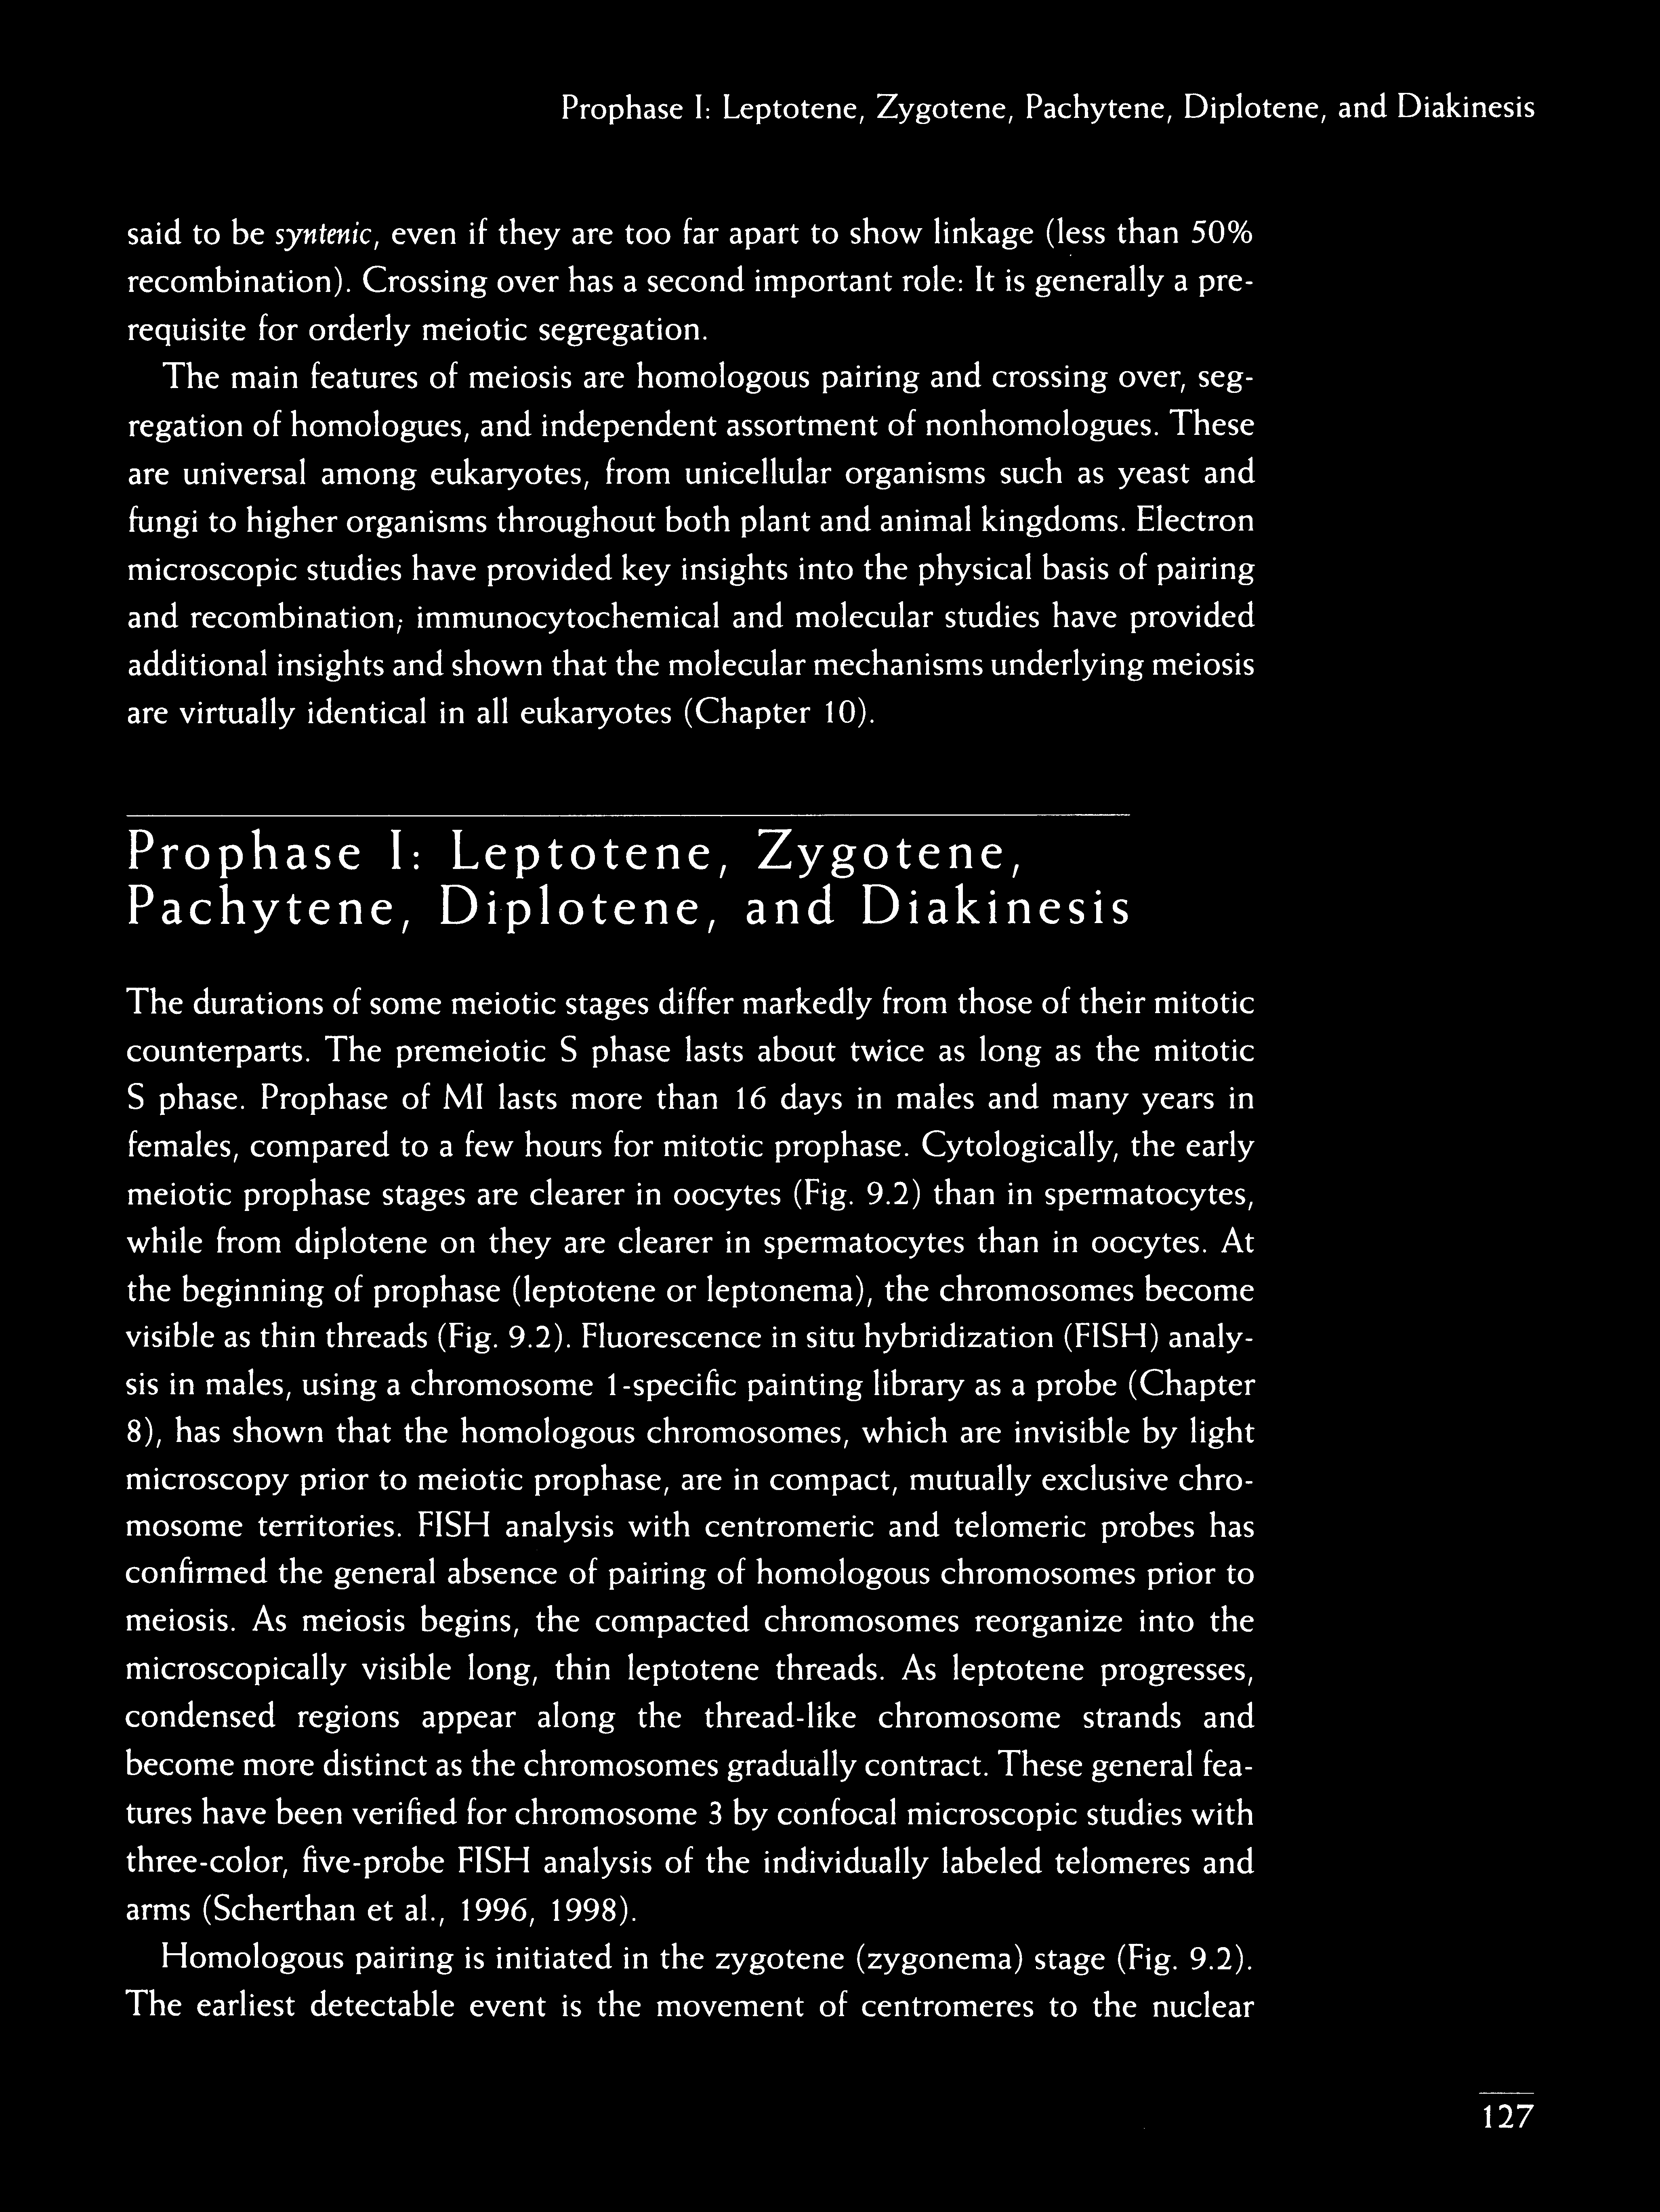 Prophase I: Leptotene, Zygotene, Pachytene, Diplotene, and Diakinesis
said to be syntenic, even if they are too far apart to show linkage (less than 50%
recombination). Crossing over has a second important role: It is generally a pre-
requisite for orderly meiotic segregation.
The main features of meiosis are homologous pairing and crossing over, seg-
regation of homologues, and independent assortment of nonhomologues. These
are universal among eukaryotes, from unicellular organisms such as yeast and
fungi to higher organisms throughout both plant and animal kingdoms. Electron
microscopic studies have provided key insights into the physical basis of pairing
and recombination; immunocytochemical and molecular studies have provided
additional insights and shown that the molecular mechanisms underlying meiosis
are virtually identical in all eukaryotes (Chapter 10).
Prophase I: Leptotene, Zygotene,
Pachytene, Diplotene, and Diakinesis
The durations of some meiotic stages differ markedly from those of their mitotic
counterparts. The premeiotic S phase lasts about twice as long as the mitotic
S phase. Prophase of MI lasts more than 16 days in males and many years in
females, compared to a few hours for mitotic prophase. Cytologically, the early
meiotic prophase stages are clearer in oocytes (Fig. 9.2) than in spermatocytes,
while from diplotene on they are clearer in spermatocytes than in oocytes. At
the beginning of prophase (leptotene or leptonema), the chromosomes become
visible as thin threads (Fig. 9.2). Fluorescence in situ hybridization (FISH) analy-
sis in males, using a chromosome 1-specific painting library as a probe (Chapter
8), has shown that the homologous chromosomes, which are invisible by light
microscopy prior to meiotic prophase, are in compact, mutually exclusive chro-
mosome territories. FISH analysis with centromeric and telomeric probes has
confirmed the general absence of pairing of homologous chromosomes prior to
meiosis. As meiosis begins, the compacted chromosomes reorganize into the
microscopically visible long, thin leptotene threads. As leptotene progresses,
condensed regions appear along the thread-like chromosome strands and
become more distinct as the chromosomes gradually contract. These general fea-
tures have been verified for chromosome 3 by confocal microscopic studies with
three-color, five-probe FISH analysis of the individually labeled telomeres and
arms (Scherthan et al., 1996, 1998).
Homologous pairing is initiated in the zygotene (zygonema) stage (Fig. 9.2).
The earliest detectable event is the movement of centromeres to the nuclear
127